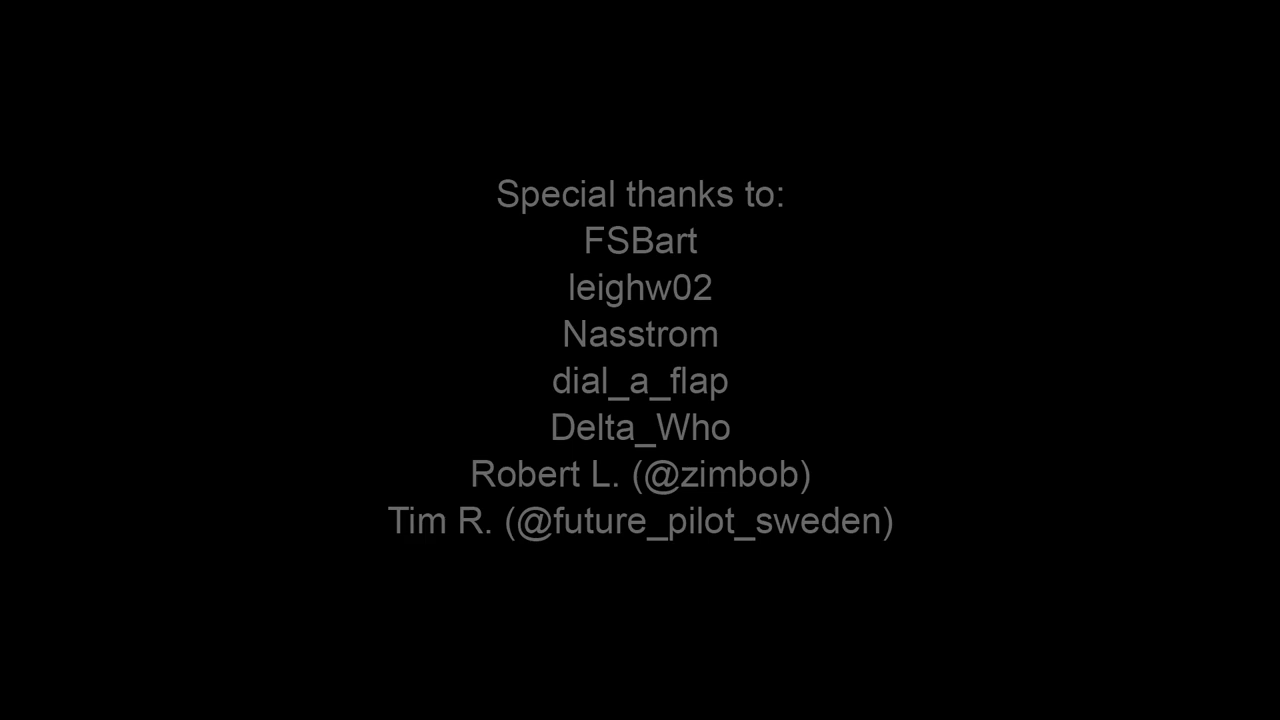 Special thanks to:
FSBart
leighw02
Nasstrom
dial_a_flap
Delta_Who
Robert L. (@zimbob)
Tim R. (@future_pilot_sweden)